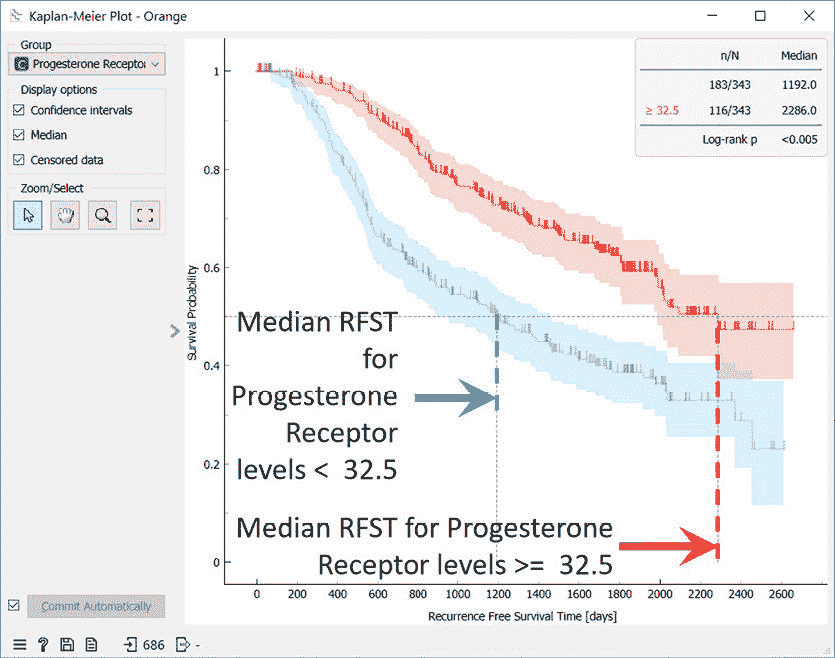 Kaplan-Meier Plot - Orange
Group
C Progesterone Receptor
Display options
Confidence intervals
Median
Censored data
Zoom/Select
Commit Automatically
686
-
n/N Median
183/343 1192.0
≥ 32.5 116/343 2286.0
Log-rank p <0.005
Survival Probability
1
0.8
0.6
0.4
0.2
0
Median RFST
for
Progesterone
Receptor
levels < 32.5
Median RFST for Progesterone
Receptor levels >= 32.5
0 200 400 600 800 1000 1200 1400 1600 1800 2000 2200 2400 2600
Recurrence Free Survival Time [days]